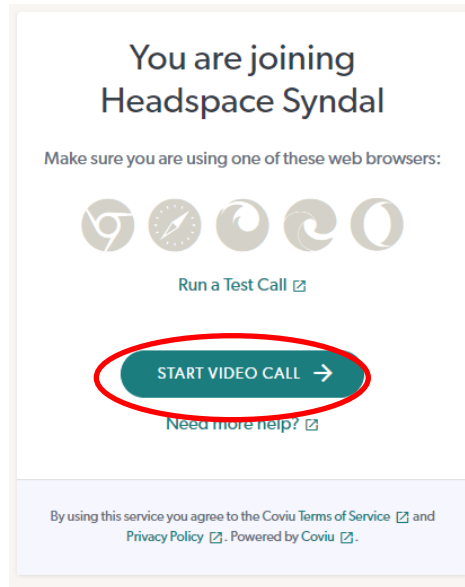 You are joining
Headspace Syndal
Make sure you are using one of these web browsers:
Run a Test Call
START VIDEO CALL
Need more help?
By using this service you agree to the Coviu Terms of Service and
Privacy Policy. Powered by Coviu.